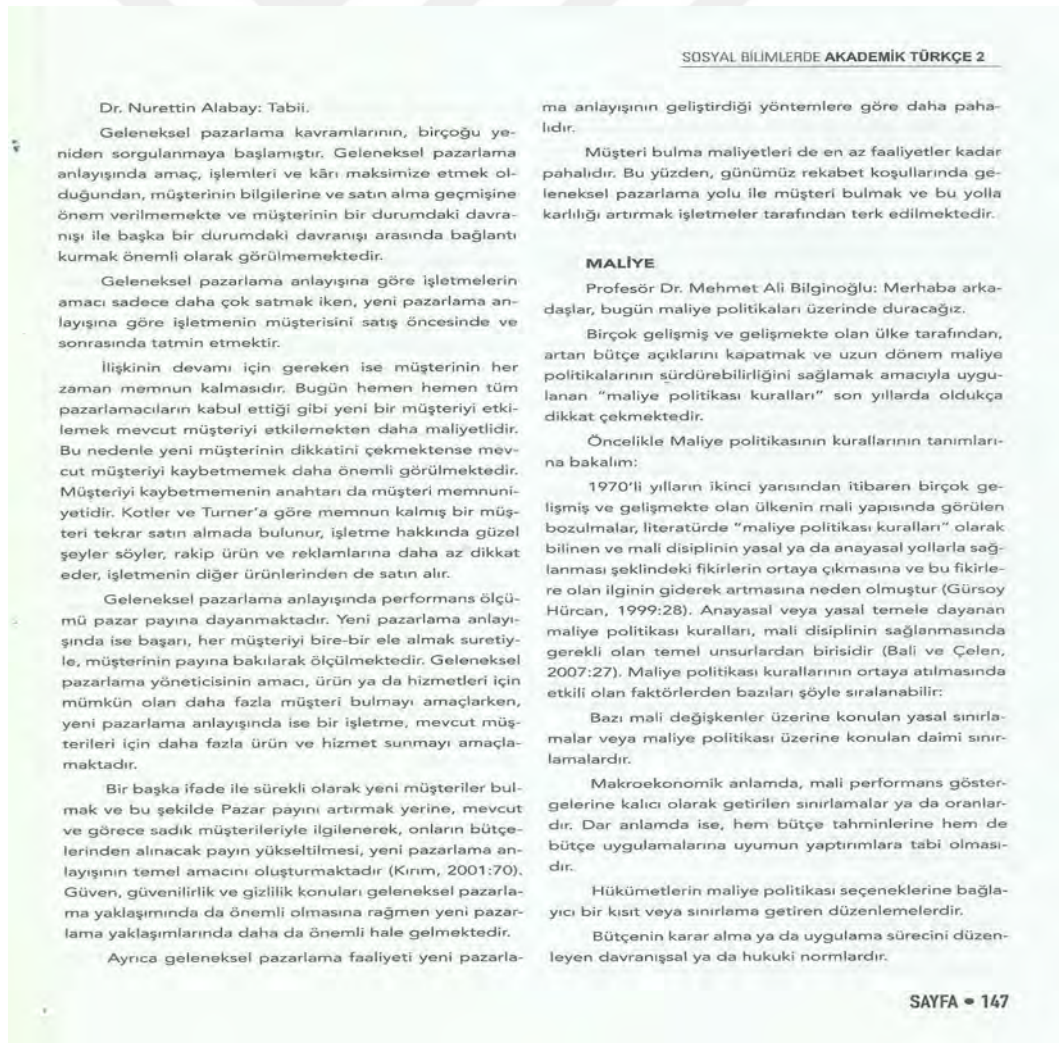 SOSYAL BİLİMLERDE AKADEMİK TÜRKÇE 2
Dr. Nurettin Alabay: Tabii.
Geleneksel pazarlama kavramlarının, birçoğu ye-
niden sorgulanmaya başlamıştır. Geleneksel pazarlama
anlayışında amaç, işlemleri ve kârı maksimize etmek ol-
duğundan, müşterinin bilgilerine ve satın alma geçmişine
önem verilmemekte ve müşterinin bir durumdaki davra-
nışı ile başka bir durumdaki davranışı arasında bağlantı
kurmak önemli olarak görülmemektedir.
Geleneksel pazarlama anlayışına göre işletmelerin
amacı sadece daha çok satmak iken, yeni pazarlama an-
layışına göre işletmenin müşterisini satış öncesinde ve
sonrasında tatmin etmektir.
İlişkinin devamı için gereken ise müşterinin her
zaman memnun kalmasıdır. Bugün hemen hemen tüm
pazarlamacıların kabul ettiği gibi yeni bir müşteriyi etki-
lemek mevcut müşteriyi etkilemekten daha maliyetlidir.
Bu nedenle yeni müşterinin dikkatini çekmektense mev-
cut müşteriyi kaybetmemek daha önemli görülmektedir.
Müşteriyi kaybetmemenin anahtarı da müşteri memnuni-
yetidir. Kotler ve Turner'a göre memnun kalmış bir müş-
teri tekrar satın almada bulunur, işletme hakkında güzel
şeyler söyler, rakip ürün ve reklamlarına daha az dikkat
eder, işletmenin diğer ürünlerinden de satın alır.
Geleneksel pazarlama anlayışında performans ölçü-
mü pazar payına dayanmaktadır. Yeni pazarlama anlayı-
şında ise başarı, her müşteriyi bire-bir ele almak suretiy-
le, müşterinin payına bakılarak ölçülmektedir. Geleneksel
pazarlama yöneticisinin amacı, ürün ya da hizmetleri için
mümkün olan daha fazla müşteri bulmayı amaçlarken,
yeni pazarlama anlayışında ise bir işletme, mevcut müş-
terileri için daha fazla ürün ve hizmet sunmayı amaçla-
maktadır.
Bir başka ifade ile sürekli olarak yeni müşteriler bul-
mak ve bu şekilde Pazar payını artırmak yerine, mevcut
ve görece sadık müşterileriyle ilgilenerek, onların bütçe-
lerinden alınacak payın yükseltilmesi, yeni pazarlama an-
layışının temel amacını oluşturmaktadır (Kırım, 2001:70).
Güven, güvenilirlik ve gizlilik konuları geleneksel pazarla-
ma yaklaşımında da önemli olmasına rağmen yeni pazar-
lama yaklaşımlarında daha da önemli hale gelmektedir.
Ayrıca geleneksel pazarlama faaliyeti yeni pazarla-
ma anlayışının geliştirdiği yöntemlere göre daha paha-
lıdır.
Müşteri bulma maliyetleri de en az faaliyetler kadar
pahalıdır. Bu yüzden, günümüz rekabet koşullarında ge-
leneksel pazarlama yolu ile müşteri bulmak ve bu yolla
karlılığı artırmak işletmeler tarafından terk edilmektedir.
MALİYE
Profesör Dr. Mehmet Ali Bilginoğlu: Merhaba arka-
daşlar, bugün maliye politikaları üzerinde duracağız.
Birçok gelişmiş ve gelişmekte olan ülke tarafından,
artan bütçe açıklarını kapatmak ve uzun dönem maliye
politikalarının sürdürebilirliğini sağlamak amacıyla uygu-
lanan "maliye politikası kuralları" son yıllarda oldukça
dikkat çekmektedir.
Öncelikle Maliye politikasının kurallarının tanımları-
na bakalım:
1970'li yılların ikinci yarısından itibaren birçok ge-
lişmiş ve gelişmekte olan ülkenin mali yapısında görülen
bozulmalar, literatürde "maliye politikası kuralları" olarak
bilinen ve mali disiplinin yasal ya da anayasal yollarla sağ-
lanması şeklindeki fikirlerin ortaya çıkmasına ve bu fikirle-
re olan ilginin giderek artmasına neden olmuştur (Gürsoy
Hürcan, 1999:28). Anayasal veya yasal temele dayanan
maliye politikası kuralları, mali disiplinin sağlanmasında
gerekli olan temel unsurlardan birisidir (Bali ve Çelen,
2007:27). Maliye politikası kurallarının ortaya atılmasında
etkili olan faktörlerden bazıları şöyle sıralanabilir:
Bazı mali değişkenler üzerine konulan yasal sınırla-
malar veya maliye politikası üzerine konulan daimi sınır-
lamalardır.
Makroekonomik anlamda, mali performans göster-
gelerine kalıcı olarak getirilen sınırlamalar ya da oranlar-
dır. Dar anlamda ise, hem bütçe tahminlerine hem de
bütçe uygulamalarına uyumun yaptırımlara tabi olması-
dır.
Hükümetlerin maliye politikası seçeneklerine bağla-
yıcı bir kısıt veya sınırlama getiren düzenlemelerdir.
Bütçenin karar alma ya da uygulama sürecini düzen-
leyen davranışsal ya da hukuki normlardır.
SAYFA • 147